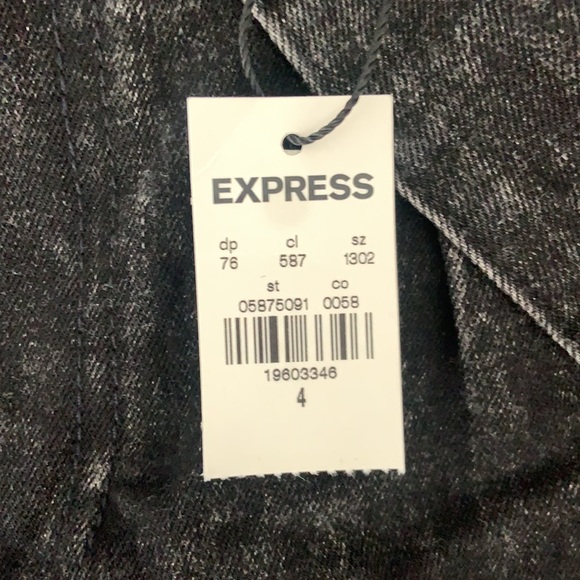 EXPRESS
dp cl sz
76 587 1302
st co
05875091 0058
19603346
4